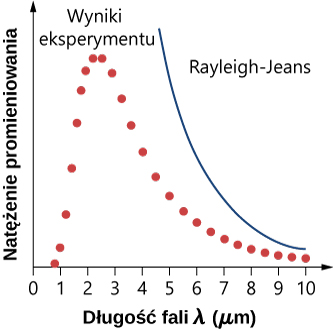 Wyniki
eksperymentu
Rayleigh-Jeans
Natężenie promieniowania
0 1 2 3 4 5 6 7 8 9 10
Długość fali λ (μm)